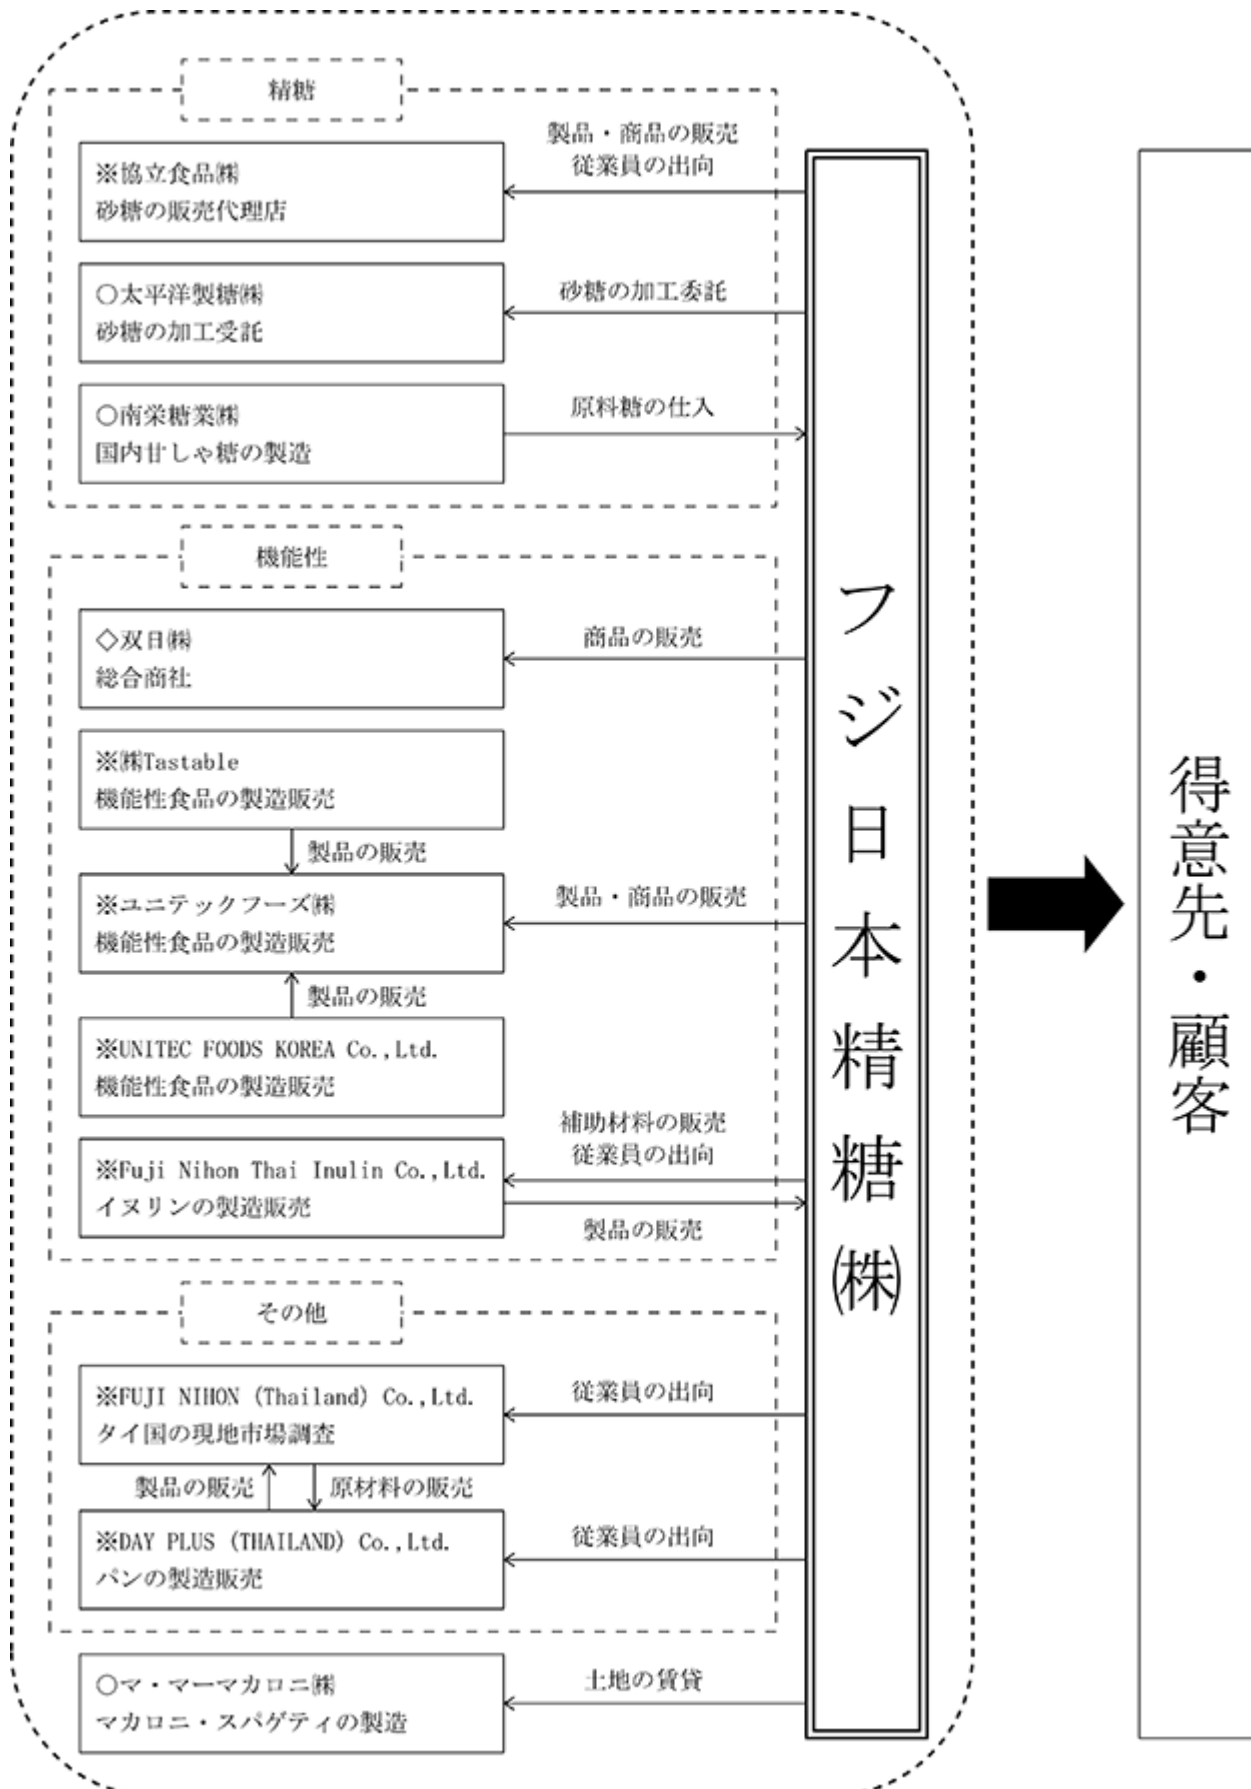 精糖
製品・商品の販売
従業員の出向
※協立食品㈱
砂糖の販売代理店
砂糖の加工委託
○太平洋製糖㈱
砂糖の加工受託
原料糖の仕入
○南栄糖業㈱
国内甘しゃ糖の製造
機能性
商品の販売
◇双日㈱
総合商社
※㈱Tastable
機能性食品の製造販売
製品の販売
製品・商品の販売
※ユニテックフーズ㈱
機能性食品の製造販売
製品の販売
※UNITEC FOODS KOREA Co.,Ltd.
機能性食品の製造販売
補助材料の販売
従業員の出向
※Fuji Nihon Thai Inulin Co.,Ltd.
イヌリンの製造販売
製品の販売
その他
従業員の出向
※FUJI NIHON (Thailand) Co.,Ltd.
タイ国の現地市場調査
製品の販売
原材料の販売
従業員の出向
※DAY PLUS (THAILAND) Co.,Ltd.
パンの製造販売
土地の賃貸
○マ・マーマカロニ㈱
マカロニ・スパゲティの製造
フジ日本精糖㈱
得意先・顧客